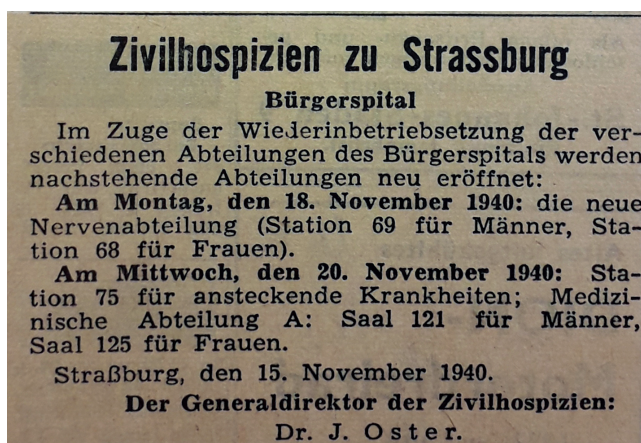 Zivilhospizien zu Strassburg
Bürgerspital
Im Zuge der Wiederinbetriebsetzung der ver-
schiedenen Abteilungen des Bürgerspitals werden
nachstehende Abteilungen neu eröffnet:
Am Montag, den 18. November 1940: die neue
Nervenabteilung (Station 69 für Männer, Sta-
tion 68 für Frauen).
Am Mittwoch, den 20. November 1940: Sta-
tion 75 für ansteckende Krankheiten; Medizi-
nische Abteilung A: Saal 121 für Männer,
Saal 125 für Frauen.
Straßburg, den 15. November 1940.
Der Generaldirektor der Zivilhospizien:
Dr. J. Oster.